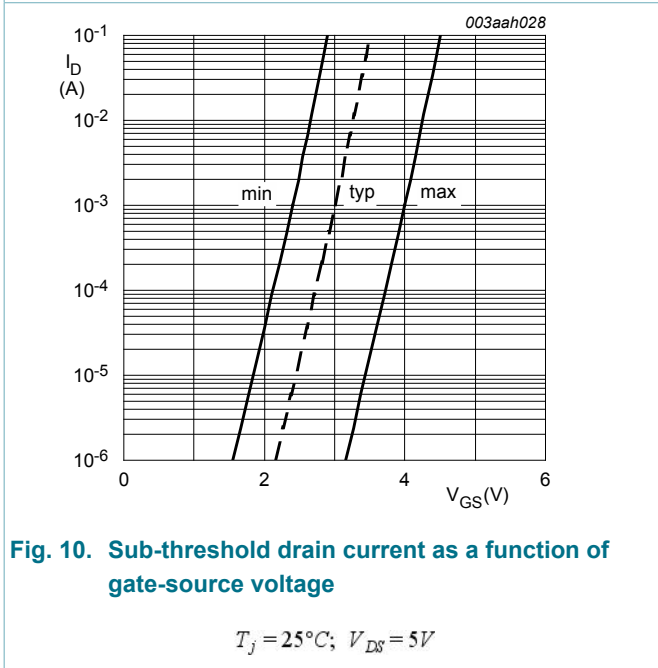 003aah028
10-1
ID
(A)
10-2
min
typ
max
10-3
10-4
10-5
10-6
0
2
4
6
VGS(V)
Fig. 10. Sub-threshold drain current as a function of
gate-source voltage
Tj = 25°C; VDS = 5V